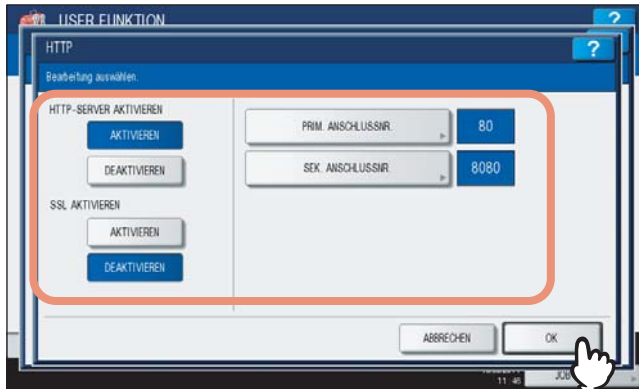 USER FUNKTION
?
HTTP
?
Bearbeitung auswählen.
HTTP-SERVER AKTIVIEREN
AKTIVIEREN
DEAKTIVIEREN
SSL AKTIVIEREN
AKTIVIEREN
DEAKTIVIEREN
PRIM. ANSCHLUSSNR.
80
SEK. ANSCHLUSSNR
8080
ABBRECHEN
OK
11:46
JOB